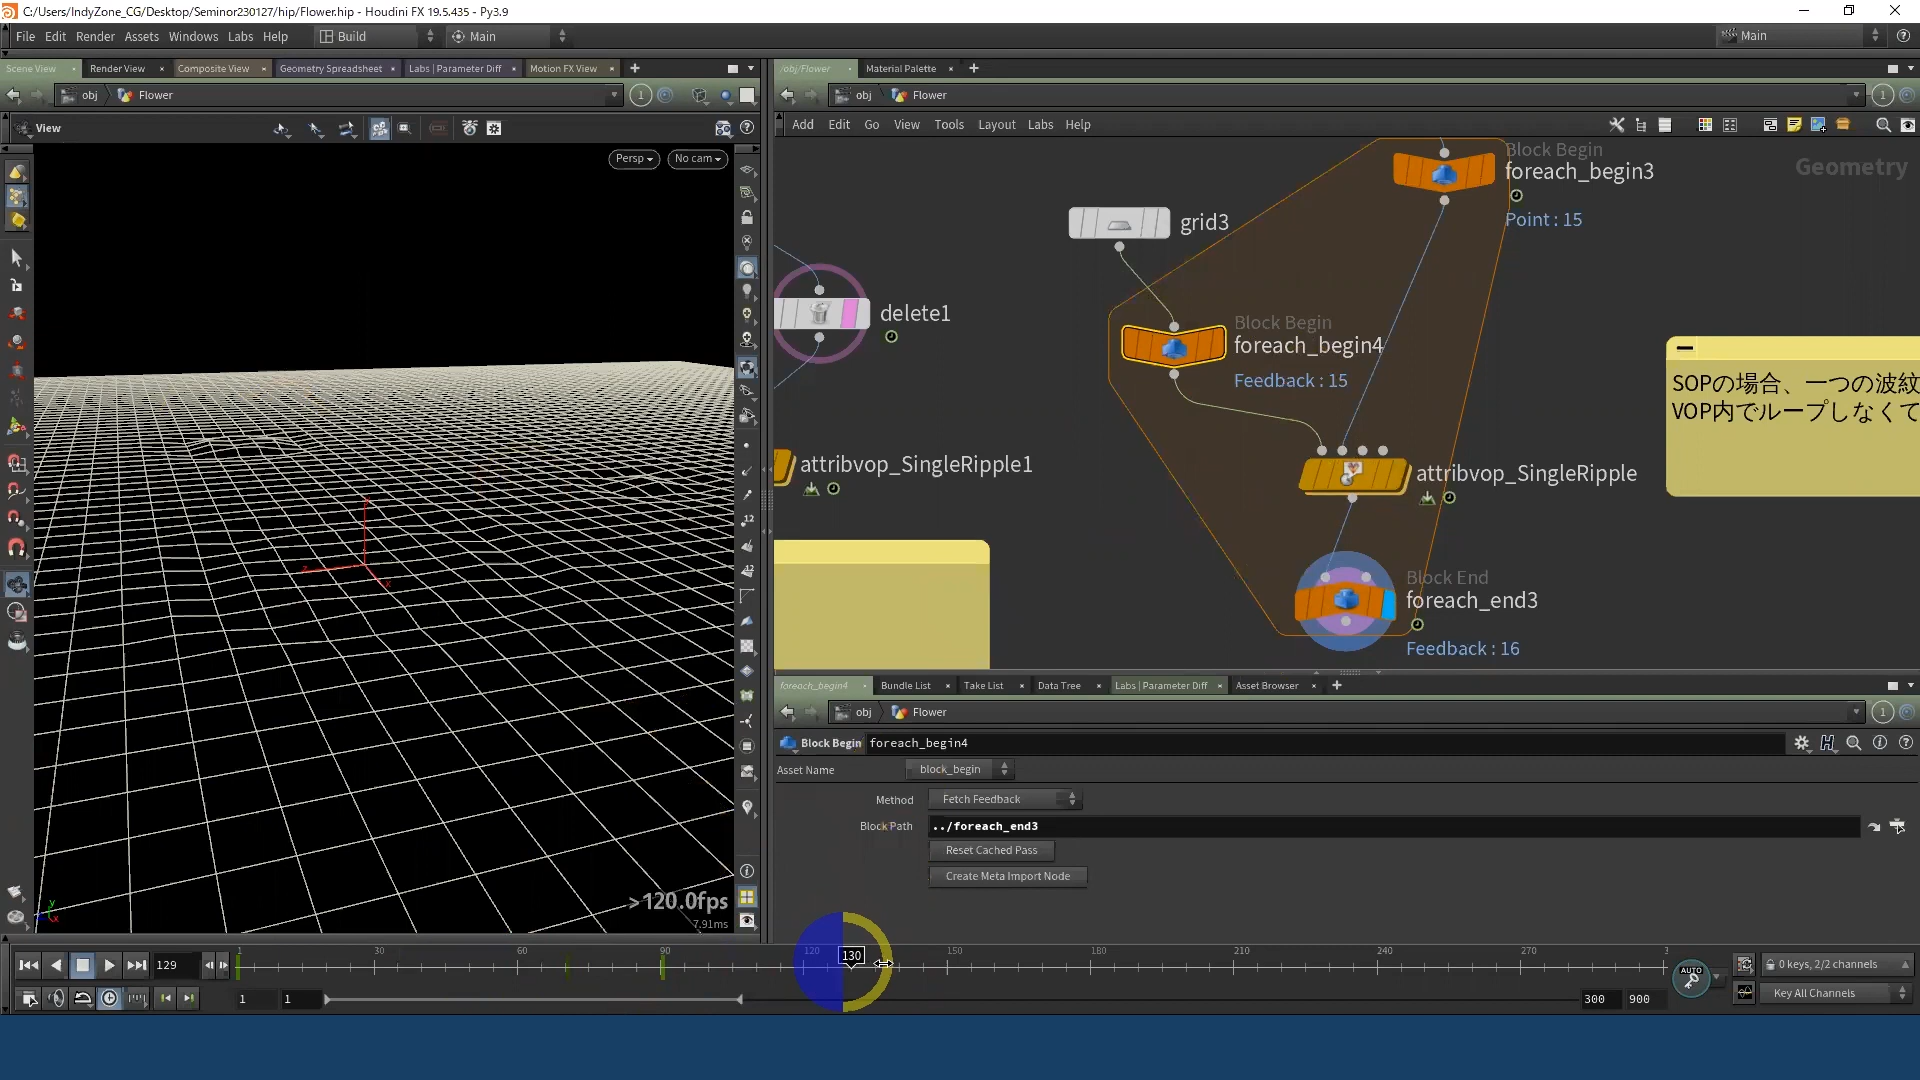 C:/Users/IndyZone_CG/Desktop/Seminor230127/hip/Flower.hip - Houdini FX 19.5.435 - Py3.9
File Edit Render Assets Windows Labs Help Build Main Main
Scene View Render View Composite View Geometry Spreadsheet Labs | Parameter Diff Motion FX View
/obj/Flower Material Palette
obj Flower 1
obj Flower 1
View
Add Edit Go View Tools Layout Labs Help
Persp No cam
Geometry
Block Begin
foreach_begin3
Point : 15
grid3
delete1
Block Begin
foreach_begin4
Feedback : 15
SOPの場合、一つの波紋
VOP内でループしなくて
attribvop_SingleRipple1
attribvop_SingleRipple
Block End
foreach_end3
Feedback : 16
foreach_begin4 Bundle List Take List Data Tree Labs | Parameter Diff Asset Browser
obj Flower 1
Block Begin foreach_begin4
Asset Name block_begin
Method Fetch Feedback
Block Path ../foreach_end3
Reset Cached Pass
Create Meta Import Node
>120.0fps
7.91ms
12
12
z x
y
x
129
1 30 60 90 120 150 180 210 240 270 3
130
AUTO
0 keys, 2/2 channels
1 1 300 900
Key All Channels